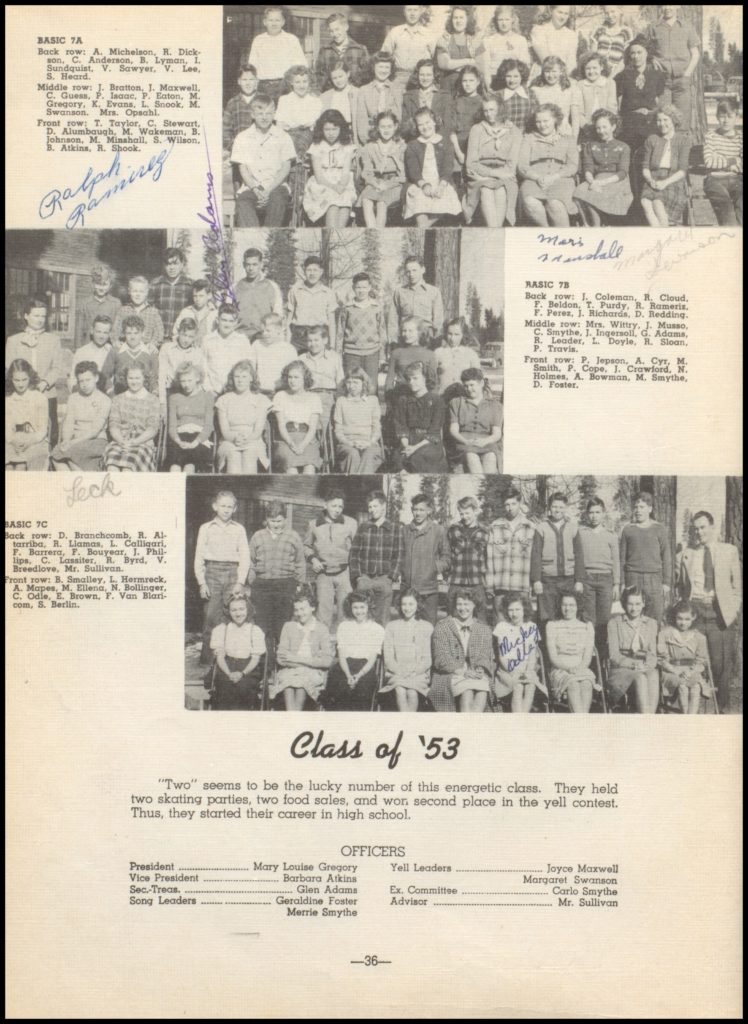 BASIC 7A
Back row: A. Michelson, R. Dick-
son, C. Anderson, B. Lyman, I.
Sundquist, V. Sawyer, V. Lee,
S. Heard.
Middle row: J. Bratton, J. Maxwell,
C. Guess, P. Isaac, P. Eaton, M.
Gregory, K. Evans, L. Snook, M.
Swanson. Mrs. Opsahl.
Front row: T. Taylor, C. Stewart,
D. Alumbaugh, M. Wakeman, B.
Johnson, M. Minshall, S. Wilson,
B. Atkins, R. Shook.
Ralph
Ramirez
Glen Adams
BASIC 7B
Back row: J. Coleman, R. Cloud,
F. Beldon, T. Purdy, R. Rameriz,
F. Perez, J. Richards, D. Redding.
Middle row: Mrs. Wittry, J. Musso,
C. Smythe, J. Ingersoll, G. Adams,
R. Leader, L. Doyle, R. Sloan,
P. Travis.
Front row: P. Jepson, A. Cyr, M.
Smith, P. Cope, J. Crawford, N.
Holmes, A. Bowman, M. Smythe,
D. Foster.
BASIC 7C
Back row: D. Branchcomb, R. Al-
tarriba, R. Llamas, L. Calligari,
F. Barrera, F. Bouyear, J. Phil-
lips, C. Lassiter, R. Byrd, V.
Breedlove, Mr. Sullivan.
Front row: B. Smalley, L. Hermreck,
A. Mapes, M. Ellena, N. Bollinger,
C. Odle, E. Brown, F. Van Blari-
com, S. Berlin.
Mickey
Odle
Class of '53
"Two" seems to be the lucky number of this energetic class. They held
two skating parties, two food sales, and won second place in the yell contest.
Thus, they started their career in high school.
OFFICERS
President Mary Louise Gregory
Vice President Barbara Atkins
Sec.-Treas. Glen Adams
Song Leaders Geraldine Foster
Merrie Smythe
Yell Leaders Joyce Maxwell
Margaret Swanson
Ex. Committee Carlo Smythe
Advisor Mr. Sullivan
—36—